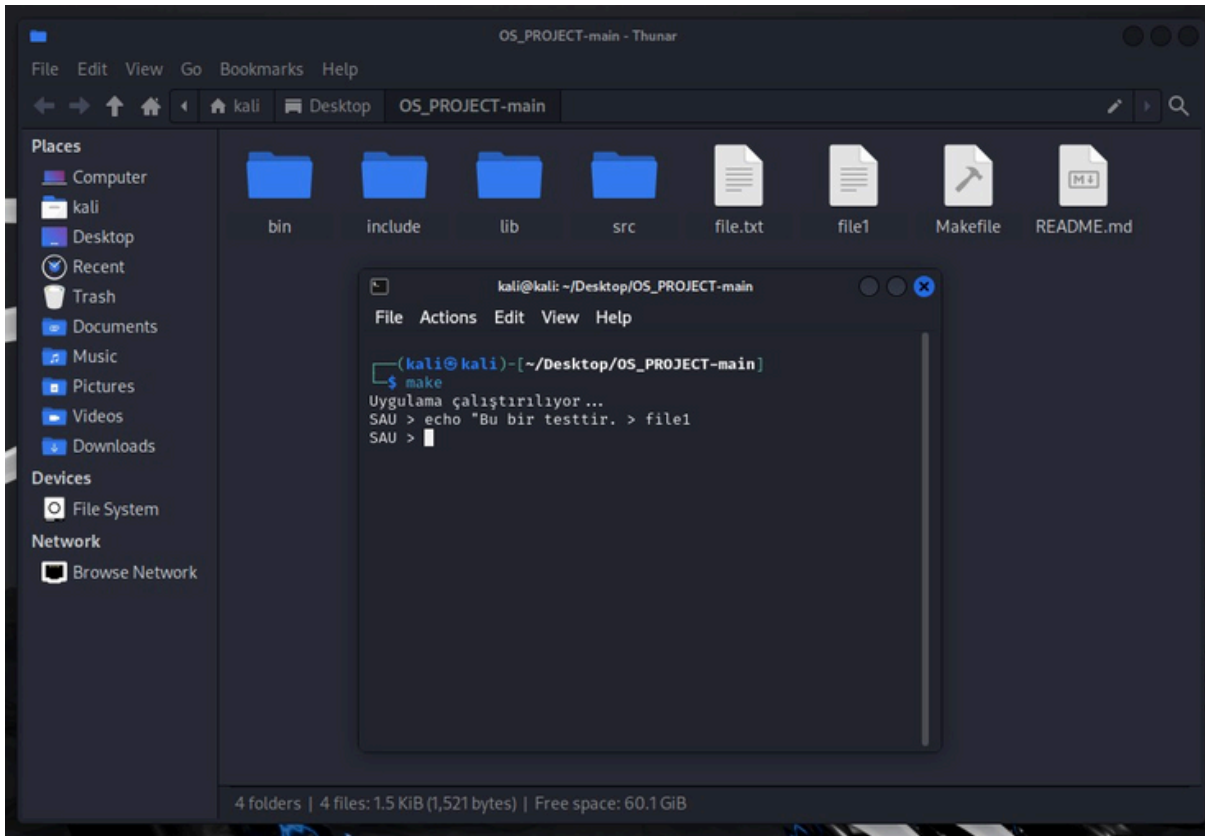 OS_PROJECT-main - Thunar
File Edit View Go Bookmarks Help
kali Desktop OS_PROJECT-main
Places
Computer
kali
Desktop
Recent
Trash
Documents
Music
Pictures
Videos
Downloads
Devices
File System
Network
Browse Network
bin include lib src file.txt file1 Makefile README.md
M↓
kali@kali: ~/Desktop/OS_PROJECT-main
File Actions Edit View Help
(kali㉿kali)-[~/Desktop/OS_PROJECT-main]
$ make
Uygulama çalıştırılıyor...
SAU > echo "Bu bir testtir. > file1
SAU >
4 folders | 4 files: 1.5 KiB (1,521 bytes) | Free space: 60.1 GiB